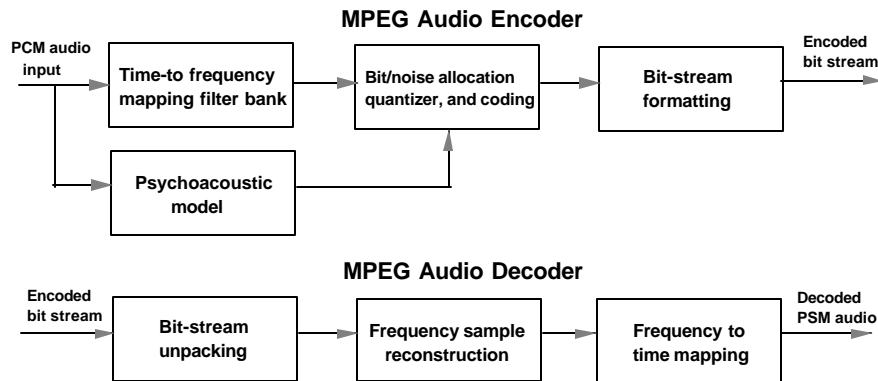 MPEG Audio Encoder
PCM audio
input
Time-to frequency
mapping filter bank
Bit/noise allocation
quantizer, and coding
Bit-stream
formatting
Encoded
bit stream
Psychoacoustic
model
MPEG Audio Decoder
Encoded
bit stream
Bit-stream
unpacking
Frequency sample
reconstruction
Frequency to
time mapping
Decoded
PSM audio